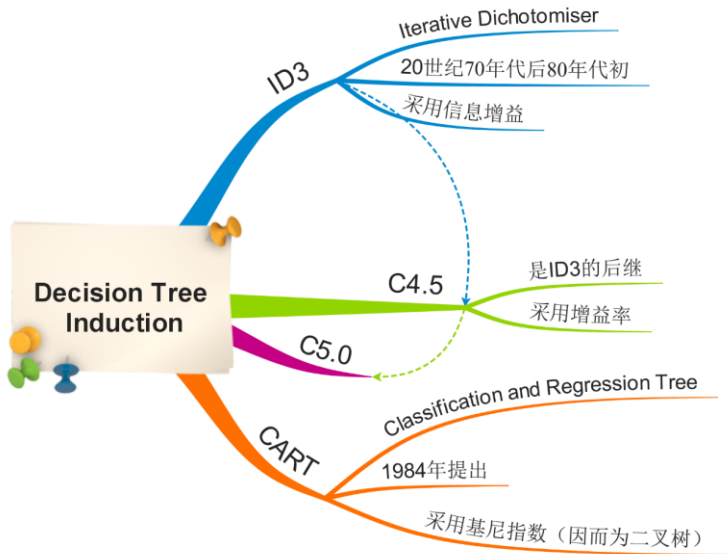 Decision Tree
Induction
ID3
Iterative Dichotomiser
20世纪70年代后80年代初
采用信息增益
C4.5
是ID3的后继
采用增益率
C5.0
CART
Classification and Regression Tree
1984年提出
采用基尼指数（因而为二叉树）